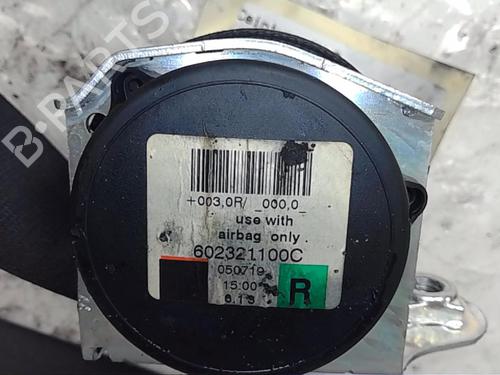 B-PARTS
+003,0R/ _000,0_
use with
airbag only
602321100C
050719
15:00
R